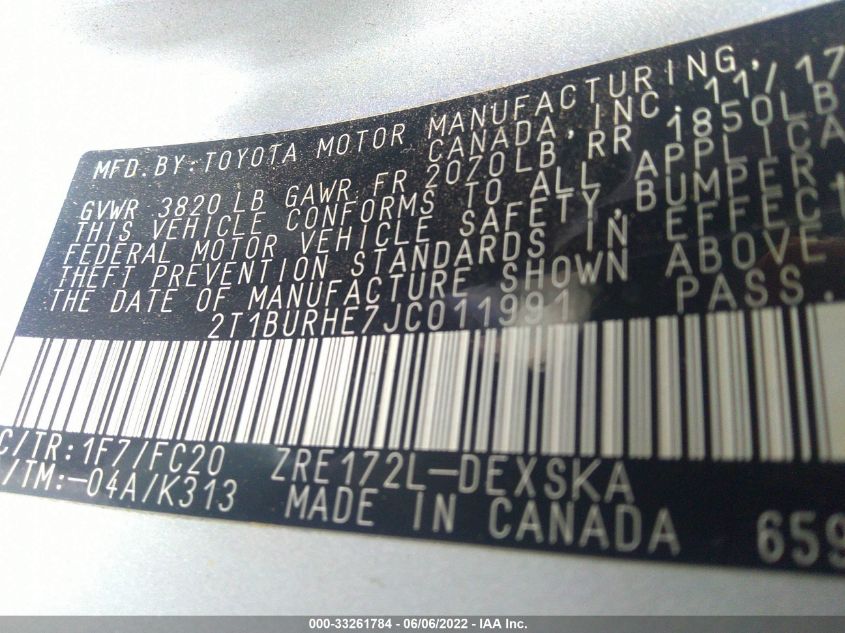 MFD.BY:TOYOTA MOTOR MANUFACTURING,
CANADA, INC. 11/17
GVWR 3820 LB GAWR FR 2070LB RR 1850LB
THIS VEHICLE CONFORMS TO ALL APPLICA
FEDERAL MOTOR VEHICLE SAFETY, BUMPER
THEFT PREVENTION STANDARDS IN EFFECT
THE DATE OF MANUFACTURE SHOWN ABOVE
2T1BURHE7JC011991 PASS.
C/TR:1F7/FC20 ZRE172L-DEXSKA
/TM:-04A/K313 MADE IN CANADA 659
000-33261784 - 06/06/2022 - IAA Inc.